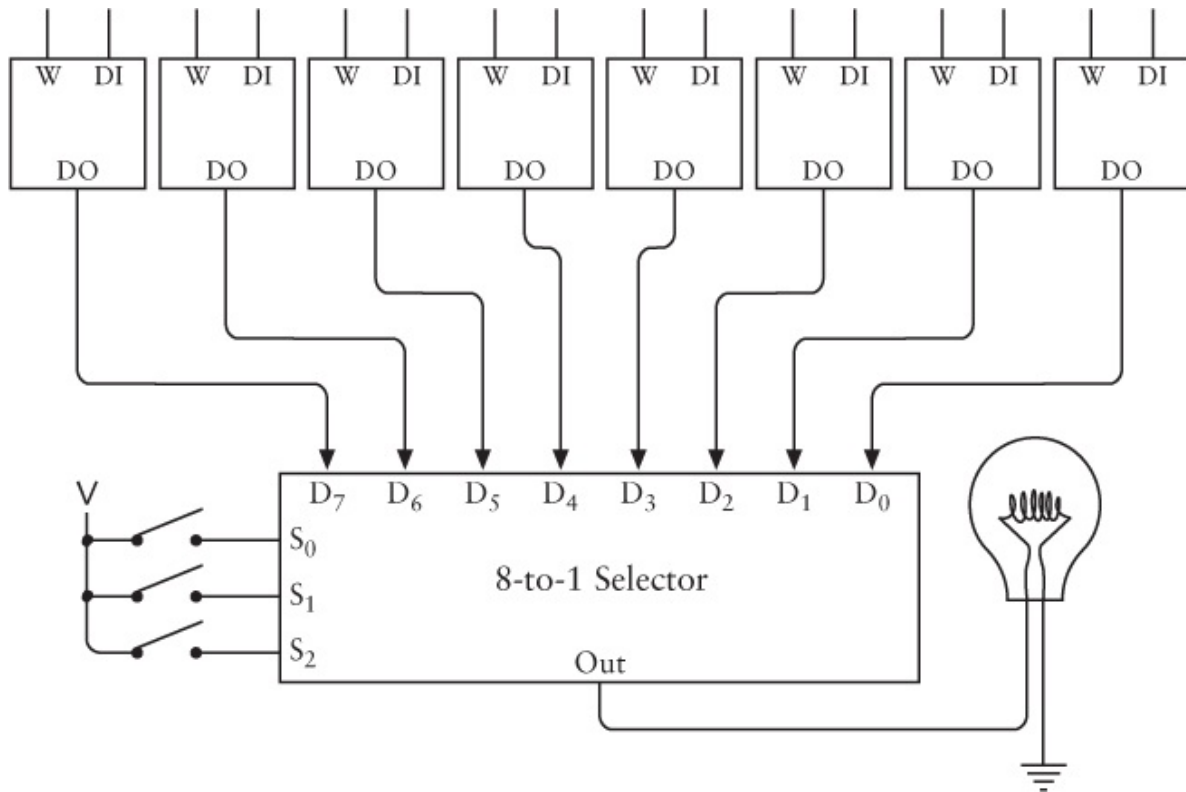 W DI W DI W DI W DI W DI W DI W DI W DI
DO DO DO DO DO DO DO DO
V
D₇ D₆ D₅ D₄ D₃ D₂ D₁ D₀
S₀
8-to-1 Selector
S₁
S₂
Out